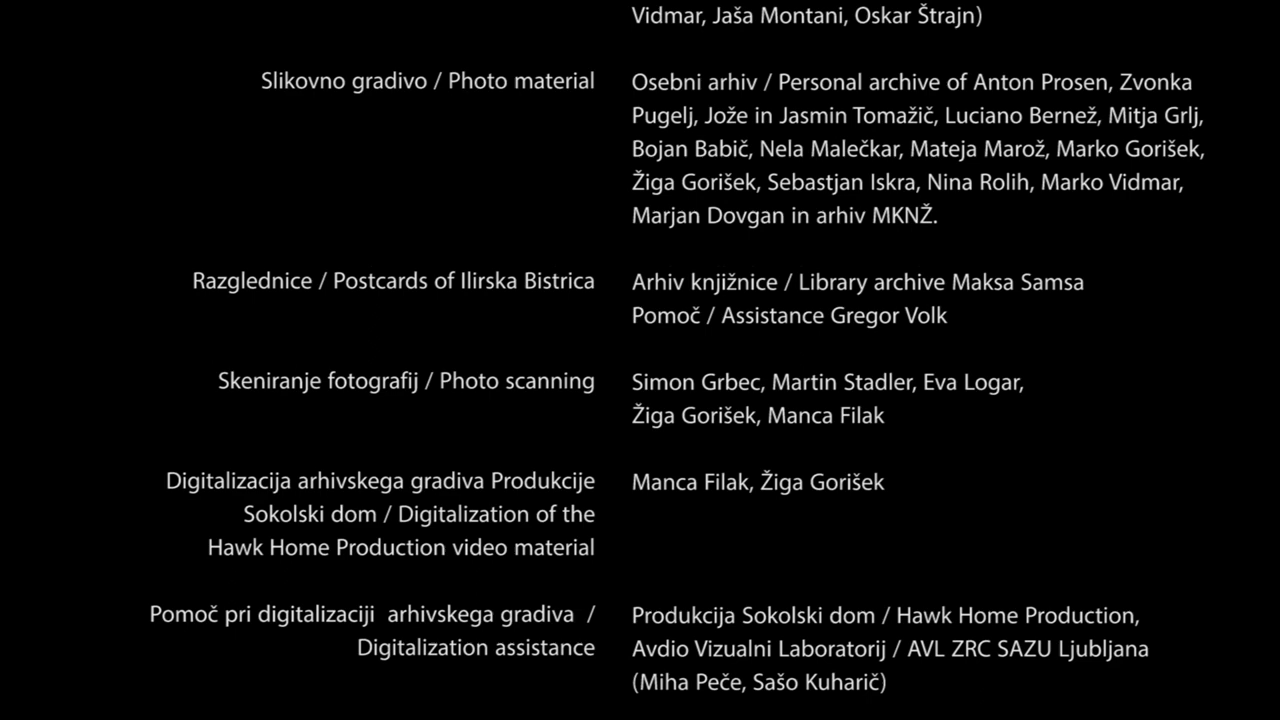 Vidmar, Jaša Montani, Oskar Štrajn)
Slikovno gradivo / Photo material
Osebni arhiv / Personal archive of Anton Prosen, Zvonka
Pugelj, Jože in Jasmin Tomažič, Luciano Bernež, Mitja Grlj,
Bojan Babič, Nela Malečkar, Mateja Marož, Marko Gorišek,
Žiga Gorišek, Sebastjan Iskra, Nina Rolih, Marko Vidmar,
Marjan Dovgan in arhiv MKNŽ.
Razglednice / Postcards of Ilirska Bistrica
Arhiv knjižnice / Library archive Maksa Samsa
Pomoč / Assistance Gregor Volk
Skeniranje fotografij / Photo scanning
Simon Grbec, Martin Stadler, Eva Logar,
Žiga Gorišek, Manca Filak
Digitalizacija arhivskega gradiva Produkcije
Sokolski dom / Digitalization of the
Hawk Home Production video material
Manca Filak, Žiga Gorišek
Pomoč pri digitalizaciji arhivskega gradiva /
Digitalization assistance
Produkcija Sokolski dom / Hawk Home Production,
Avdio Vizualni Laboratorij / AVL ZRC SAZU Ljubljana
(Miha Peče, Sašo Kuharič)